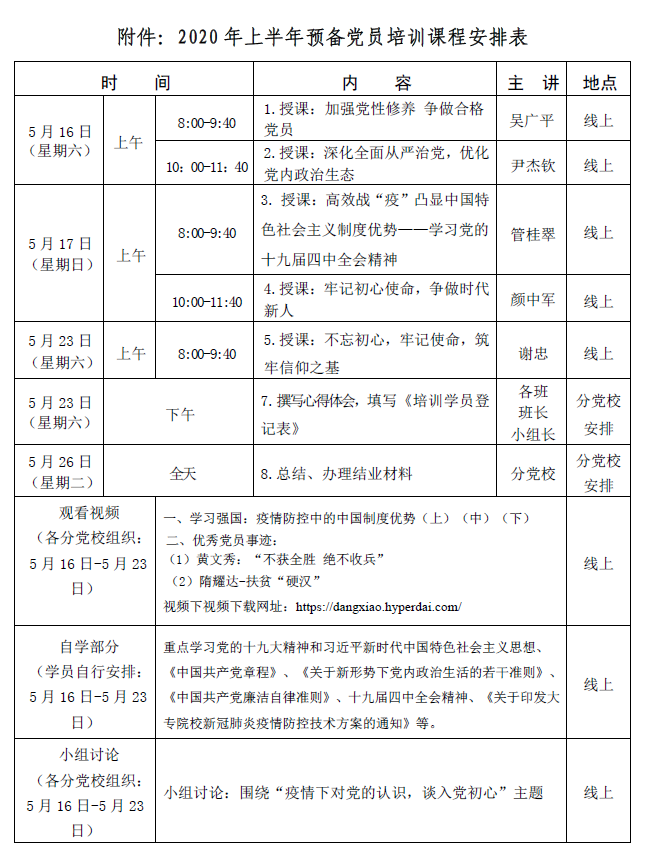 附件：2020年上半年预备党员培训课程安排表
时 间 内 容 主 讲 地点
5月16日
（星期六）
上午
8:00-9:40
1.授课：加强党性修养 争做合格
党员
吴广平
线上
10：00-11：40
2.授课：深化全面从严治党，优化
党内政治生态
尹杰钦
线上
5月17日
（星期日）
上午
8:00-9:40
3. 授课：高效战“疫”凸显中国特
色社会主义制度优势——学习党的
十九届四中全会精神
管桂翠
线上
10:00-11:40
4.授课：牢记初心使命，争做时代
新人
颜中军
线上
5月23日
（星期六）
上午
8:00-9:40
5.授课：不忘初心，牢记使命，筑
牢信仰之基
谢忠
线上
5月23日
（星期六）
下午
7.撰写心得体会，填写《培训学员登
记表》
各班
班长
小组长
分党校
安排
5月26日
（星期二）
全天
8.总结、办理结业材料
分党校
分党校
安排
观看视频
（各分党校组织：
5月16日-5月23
日）
一、学习强国：疫情防控中的中国制度优势（上）（中）（下）
二、优秀党员事迹：
（1）黄文秀：“不获全胜 绝不收兵”
（2）隋耀达-扶贫“硬汉”
视频下视频下载网址：https://dangxiao.hyperdai.com/
线上
自学部分
（学员自行安排：
5月16日-5月23
日）
重点学习党的十九大精神和习近平新时代中国特色社会主义思想、
《中国共产党章程》、《关于新形势下党内政治生活的若干准则》、
《中国共产党廉洁自律准则》、十九届四中全会精神、《关于印发大
专院校新冠肺炎疫情防控技术方案的通知》等。
线上
小组讨论
（各分党校组织：
5月16日-5月23
日）
小组讨论：围绕“疫情下对党的认识，谈入党初心”主题
线上